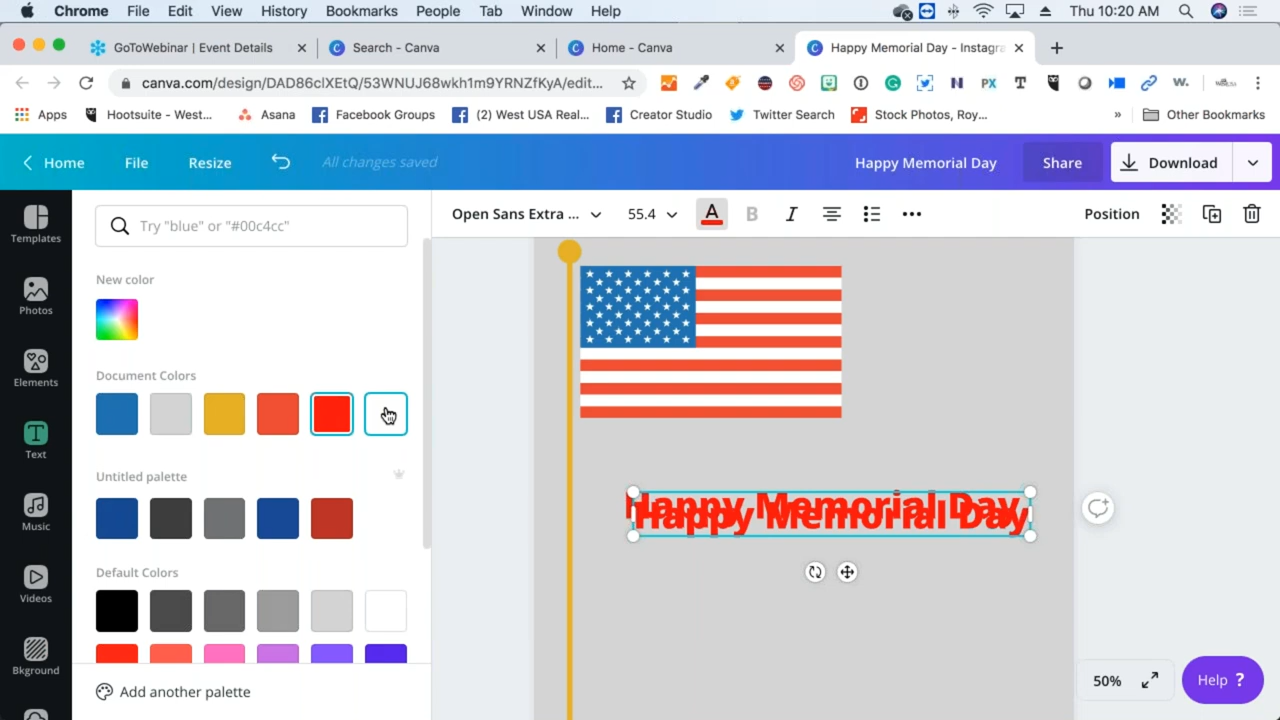 Chrome File Edit View History Bookmarks People Tab Window Help Thu 10:20 AM
GoToWebinar | Event Details Search - Canva Home - Canva Happy Memorial Day - Instagra
canva.com/design/DAD86clXEtQ/53WNUJ68wkh1m9YRNZfKyA/edit...
Apps Hootsuite - West... Asana Facebook Groups (2) West USA Real... Creator Studio Twitter Search Stock Photos, Roy... » Other Bookmarks
Home File Resize All changes saved Happy Memorial Day Share Download
Templates
Photos
Elements
Text
Music
Videos
Bkground
Try "blue" or "#00c4cc"
New color
Document Colors
Untitled palette
Default Colors
Add another palette
Open Sans Extra ... 55.4 A B I Position
Happy Memorial Day
Happy Memorial Day
50% Help ?